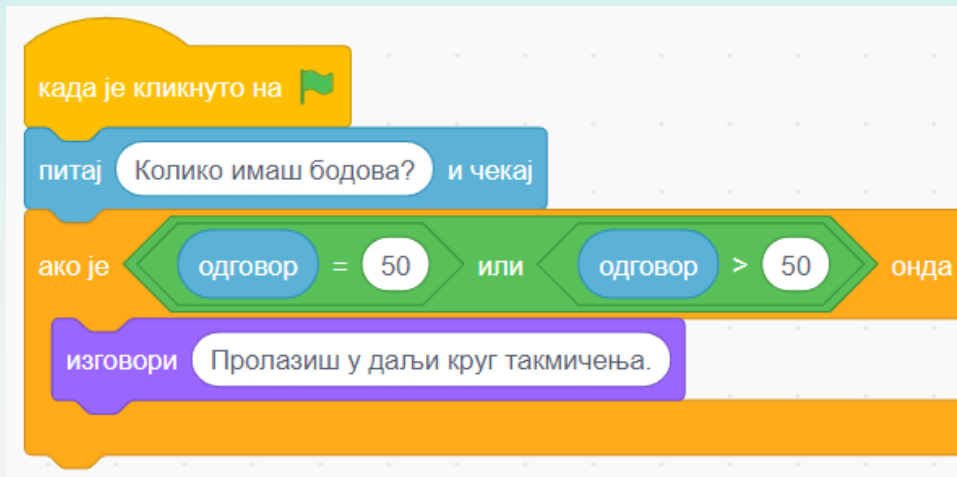 када је кликнуто на
питај Колико имаш бодова? и чекај
ако је одговор = 50 или одговор > 50 онда
изговори Пролазиш у даљи круг такмичења.